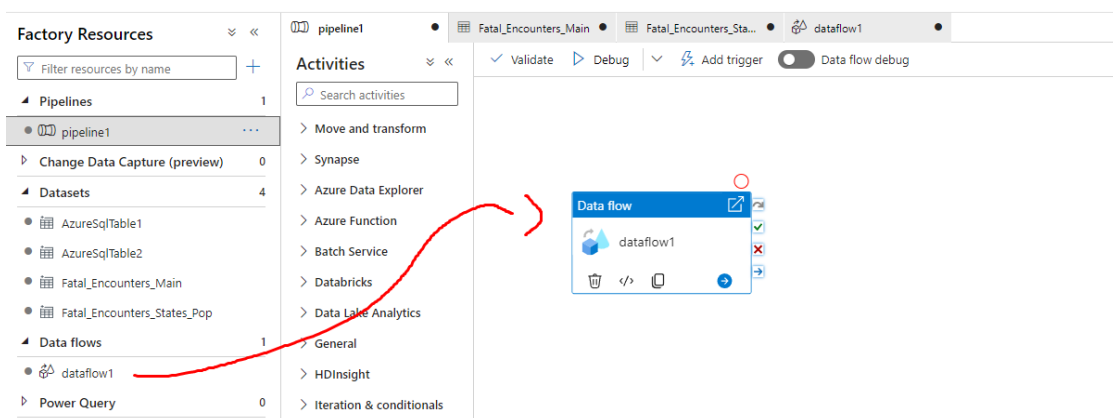 Factory Resources
Filter resources by name
Pipelines 1
pipeline1
Change Data Capture (preview) 0
Datasets 4
AzureSqlTable1
AzureSqlTable2
Fatal_Encounters_Main
Fatal_Encounters_States_Pop
Data flows 1
dataflow1
Power Query 0
pipeline1
Fatal_Encounters_Main
Fatal_Encounters_Sta...
dataflow1
Activities
Search activities
Move and transform
Synapse
Azure Data Explorer
Azure Function
Batch Service
Databricks
Data Lake Analytics
General
HDInsight
Iteration & conditionals
Validate Debug Add trigger Data flow debug
Data flow
dataflow1